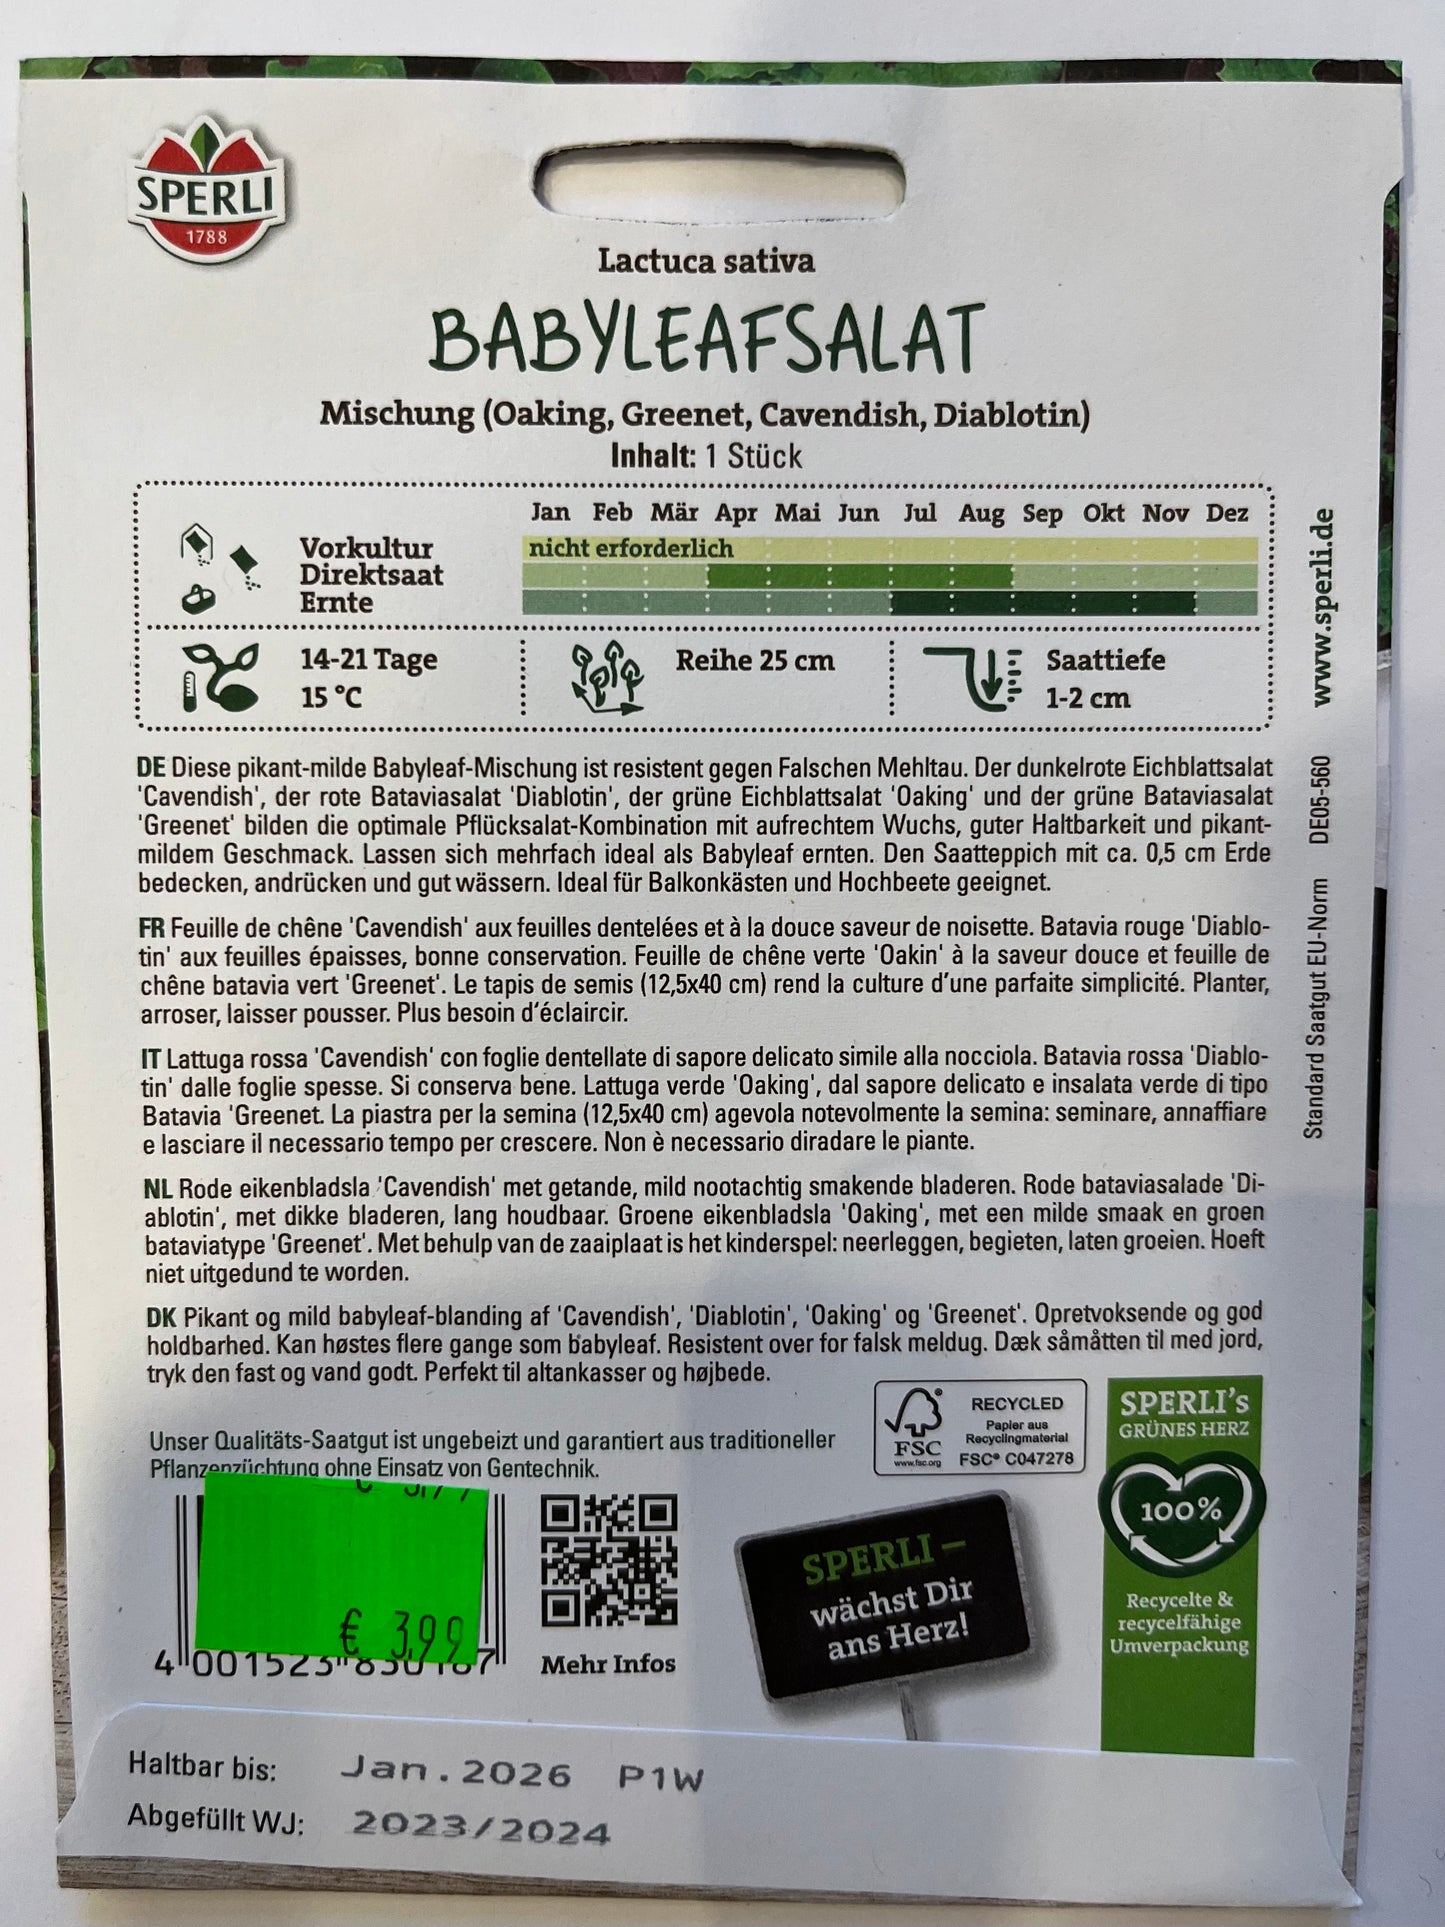 SPERLI
1788
Lactuca sativa
BABYLEAFSALAT
Mischung (Oaking, Greenet, Cavendish, Diablotin)
Inhalt: 1 Stück
Jan Feb Mär Apr Mai Jun Jul Aug Sep Okt Nov Dez
Vorkultur nicht erforderlich
Direktsaat
Ernte
14-21 Tage
15 °C
Reihe 25 cm
Saattiefe
1-2 cm
DE Diese pikant-milde Babyleaf-Mischung ist resistent gegen Falschen Mehltau. Der dunkelrote Eichblattsalat
'Cavendish', der rote Bataviasalat 'Diablotin', der grüne Eichblattsalat 'Oaking' und der grüne Bataviasalat
'Greenet' bilden die optimale Pflücksalat-Kombination mit aufrechtem Wuchs, guter Haltbarkeit und pikant-
mildem Geschmack. Lassen sich mehrfach ideal als Babyleaf ernten. Den Saatteppich mit ca. 0,5 cm Erde
bedecken, andrücken und gut wässern. Ideal für Balkonkästen und Hochbeete geeignet.
FR Feuille de chêne 'Cavendish' aux feuilles dentelées et à la douce saveur de noisette. Batavia rouge 'Diablo-
tin' aux feuilles épaisses, bonne conservation. Feuille de chêne verte 'Oakin' à la saveur douce et feuille de
chêne batavia vert 'Greenet'. Le tapis de semis (12,5x40 cm) rend la culture d'une parfaite simplicité. Planter,
arroser, laisser pousser. Plus besoin d'éclaircir.
IT Lattuga rossa 'Cavendish' con foglie dentellate di sapore delicato simile alla nocciola. Batavia rossa 'Diablo-
tin' dalle foglie spesse. Si conserva bene. Lattuga verde 'Oaking', dal sapore delicato e insalata verde di tipo
Batavia 'Greenet. La piastra per la semina (12,5x40 cm) agevola notevolmente la semina: seminare, annaffiare
e lasciare il necessario tempo per crescere. Non è necessario diradare le piante.
NL Rode eikenbladsla 'Cavendish' met getande, mild nootachtig smakende bladeren. Rode bataviasalade 'Di-
ablotin', met dikke bladeren, lang houdbaar. Groene eikenbladsla 'Oaking', met een milde smaak en groen
bataviatype 'Greenet'. Met behulp van de zaaiplaat is het kinderspel: neerleggen, begieten, laten groeien. Hoeft
niet uitgedund te worden.
DK Pikant og mild babyleaf-blanding af 'Cavendish', 'Diablotin', 'Oaking' og 'Greenet'. Opretvoksende og god
holdbarhed. Kan høstes flere gange som babyleaf. Resistent over for falsk meldug. Dæk såmåtten til med jord,
tryk den fast og vand godt. Perfekt til altankasser og højbede.
www.sperli.de
Standard Saatgut EU-Norm DE05-560
Unser Qualitäts-Saatgut ist ungebeizt und garantiert aus traditioneller
Pflanzenzüchtung ohne Einsatz von Gentechnik.
FSC
www.fsc.org
RECYCLED
Papier aus
Recyclingmaterial
FSC® C047278
SPERLI's
GRÜNES HERZ
100%
Recycelte &
recycelfähige
Umverpackung
€ 3,99
4 001523 830187
Mehr Infos
SPERLI –
wächst Dir
ans Herz!
Haltbar bis: Jan.2026 P1W
Abgefüllt WJ: 2023/2024